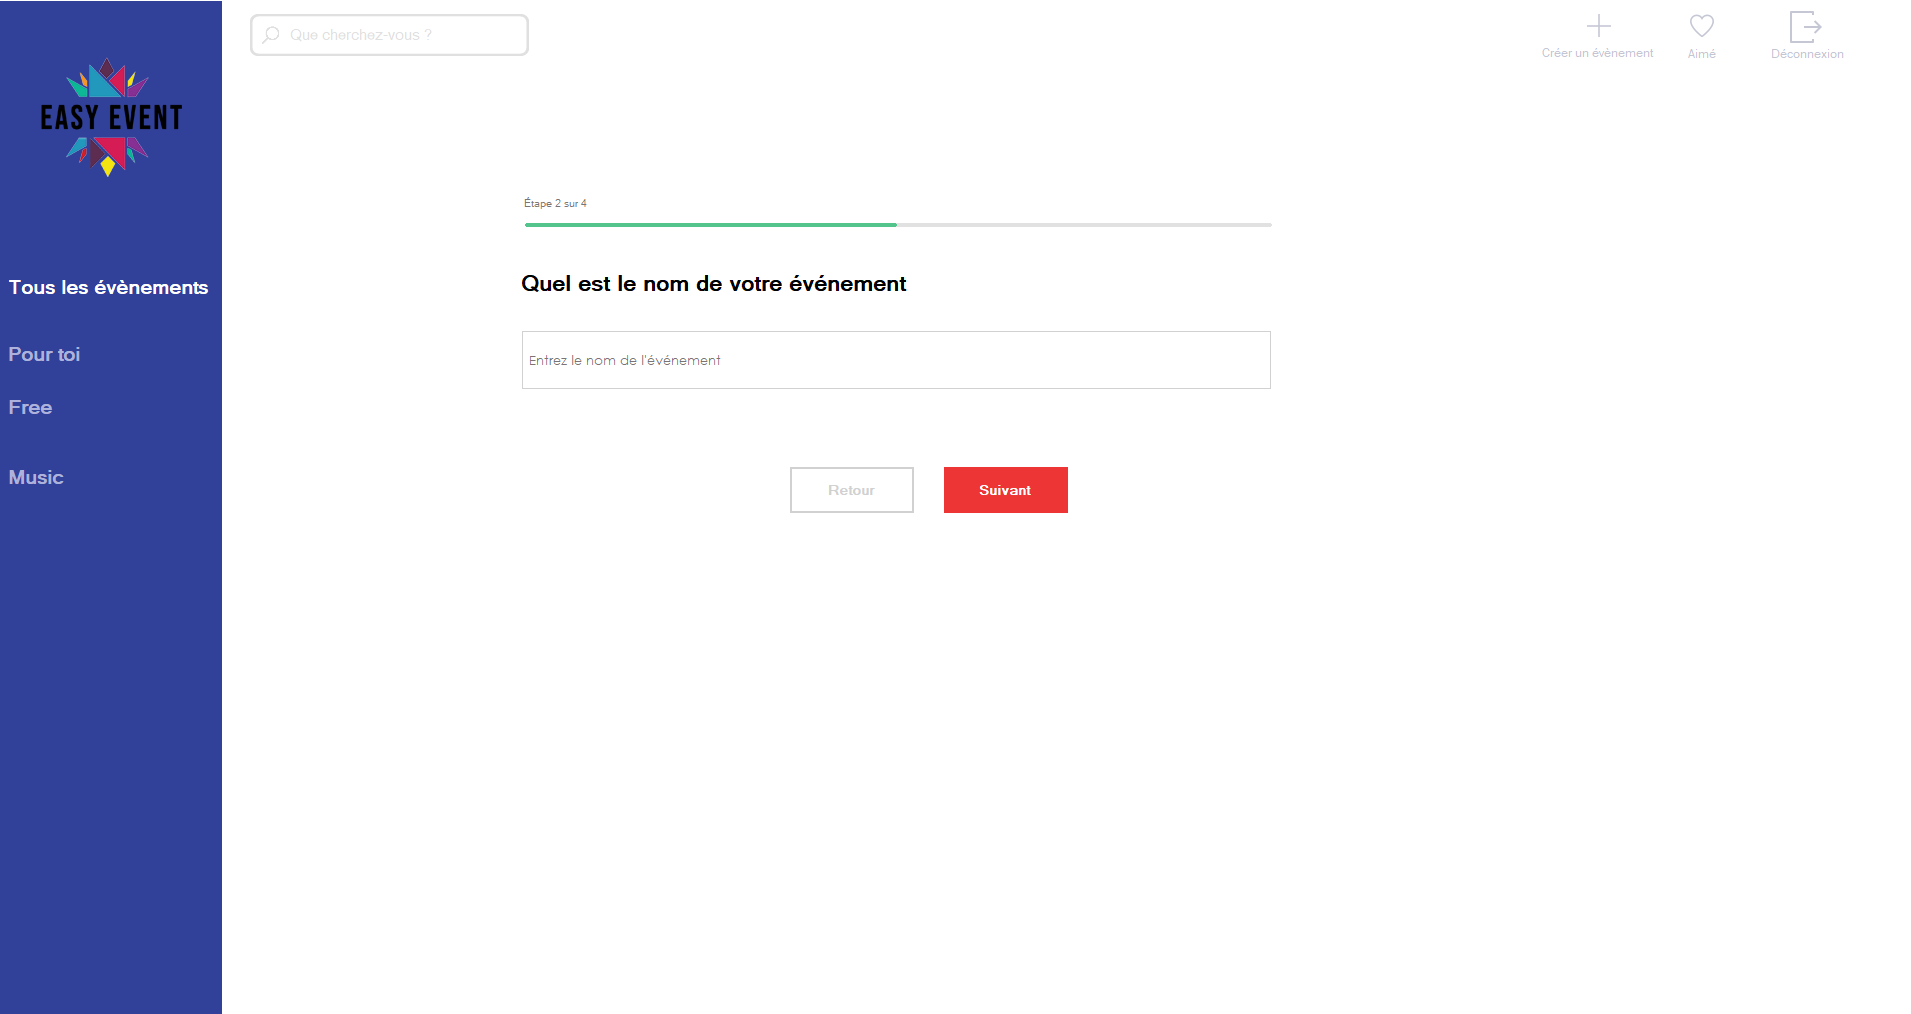 EASY EVENT
Tous les évènements
Pour toi
Free
Music
Que cherchez-vous ?
Créer un évènement
Aimé
Déconnexion
Étape 2 sur 4
Quel est le nom de votre événement
Entrez le nom de l'événement
Retour
Suivant